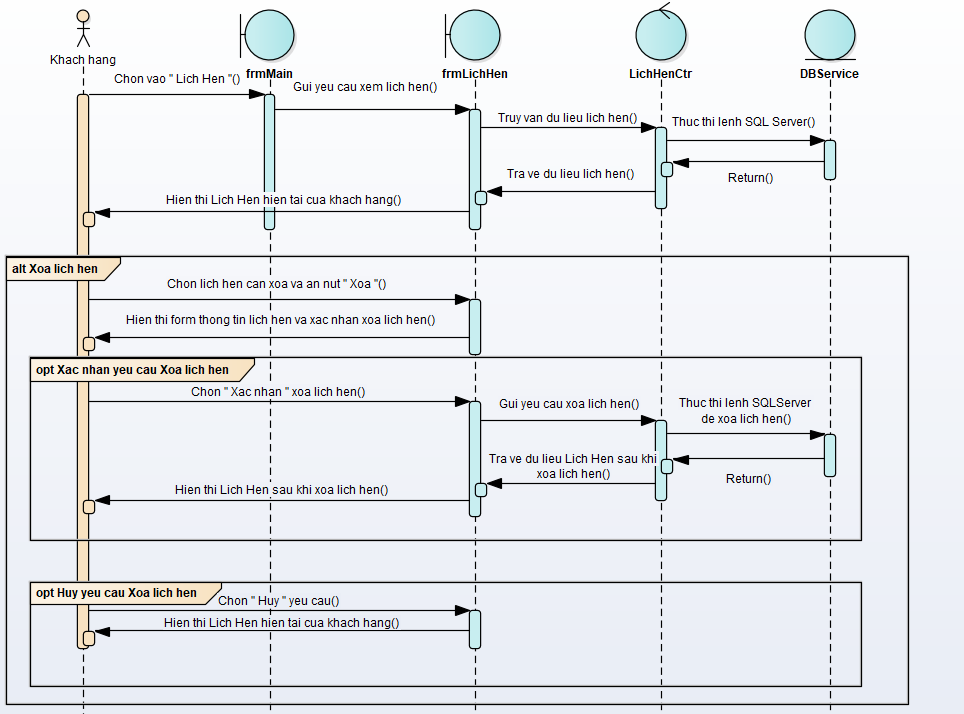 Khach hang
frmMain
frmLichHen
LichHenCtr
DBService
Chon vao " Lich Hen "()
Gui yeu cau xem lich hen()
Truy van du lieu lich hen()
Thuc thi lenh SQL Server()
Tra ve du lieu lich hen()
Return()
Hien thi Lich Hen hien tai cua khach hang()
alt Xoa lich hen
Chon lich hen can xoa va an nut " Xoa "()
Hien thi form thong tin lich hen va xac nhan xoa lich hen()
opt Xac nhan yeu cau Xoa lich hen
Chon " Xac nhan " xoa lich hen()
Gui yeu cau xoa lich hen()
Thuc thi lenh SQLServer
de xoa lich hen()
Tra ve du lieu Lich Hen sau khi
xoa lich hen()
Return()
Hien thi Lich Hen sau khi xoa lich hen()
opt Huy yeu cau Xoa lich hen
Chon " Huy " yeu cau()
Hien thi Lich Hen hien tai cua khach hang()